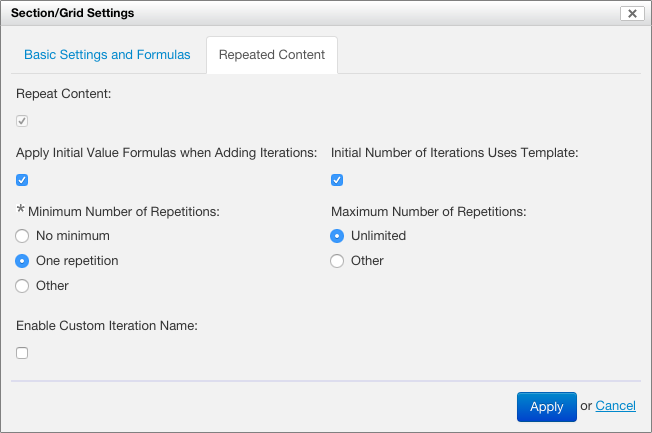 Section/Grid Settings
Basic Settings and Formulas
Repeated Content
Repeat Content:
Apply Initial Value Formulas when Adding Iterations:
Initial Number of Iterations Uses Template:
* Minimum Number of Repetitions:
Maximum Number of Repetitions:
No minimum
Unlimited
One repetition
Other
Other
Enable Custom Iteration Name:
Apply or Cancel